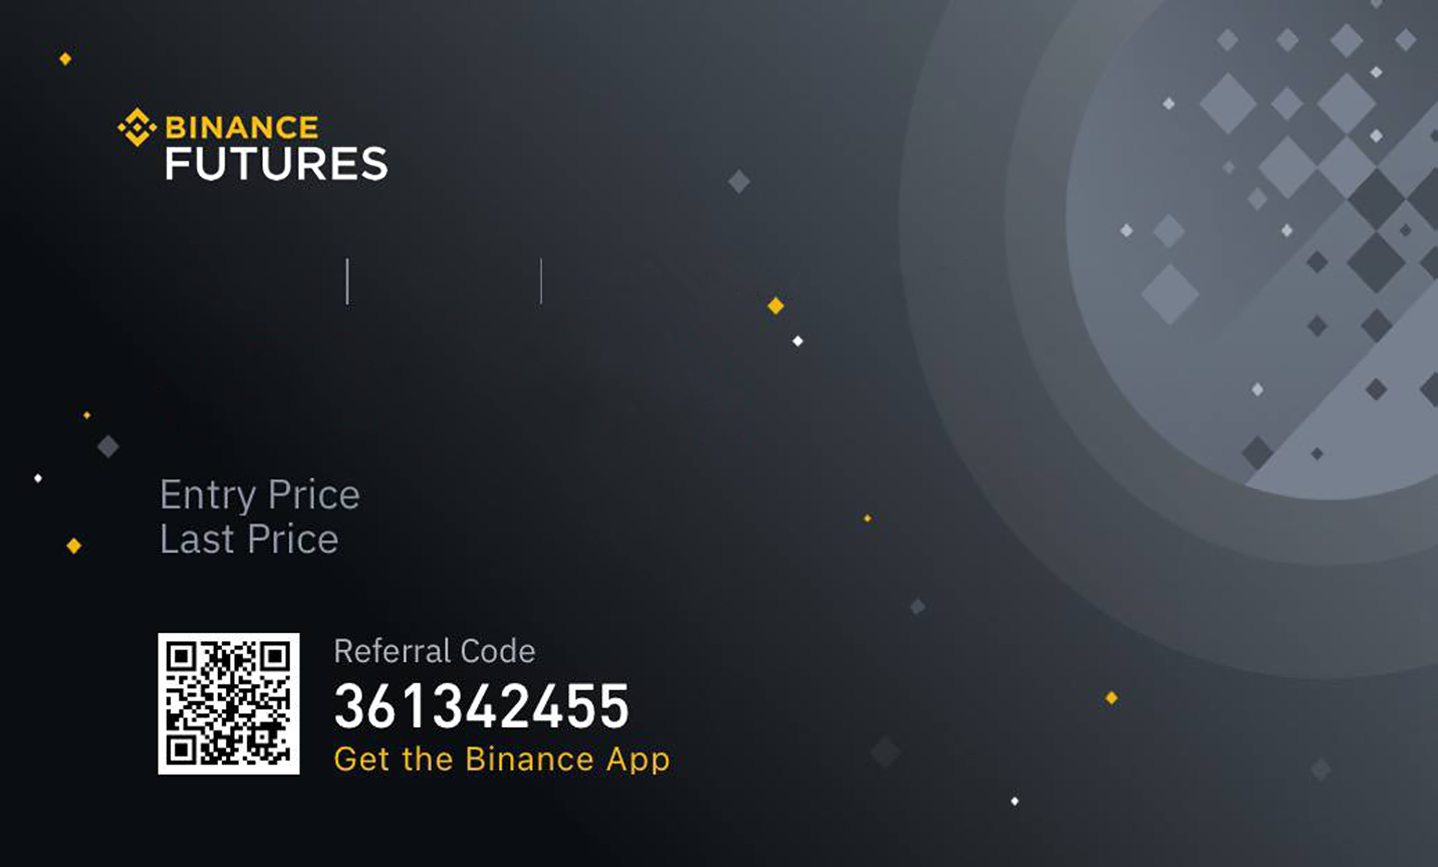 BINANCE
FUTURES
Entry Price
Last Price
Referral Code
361342455
Get the Binance App